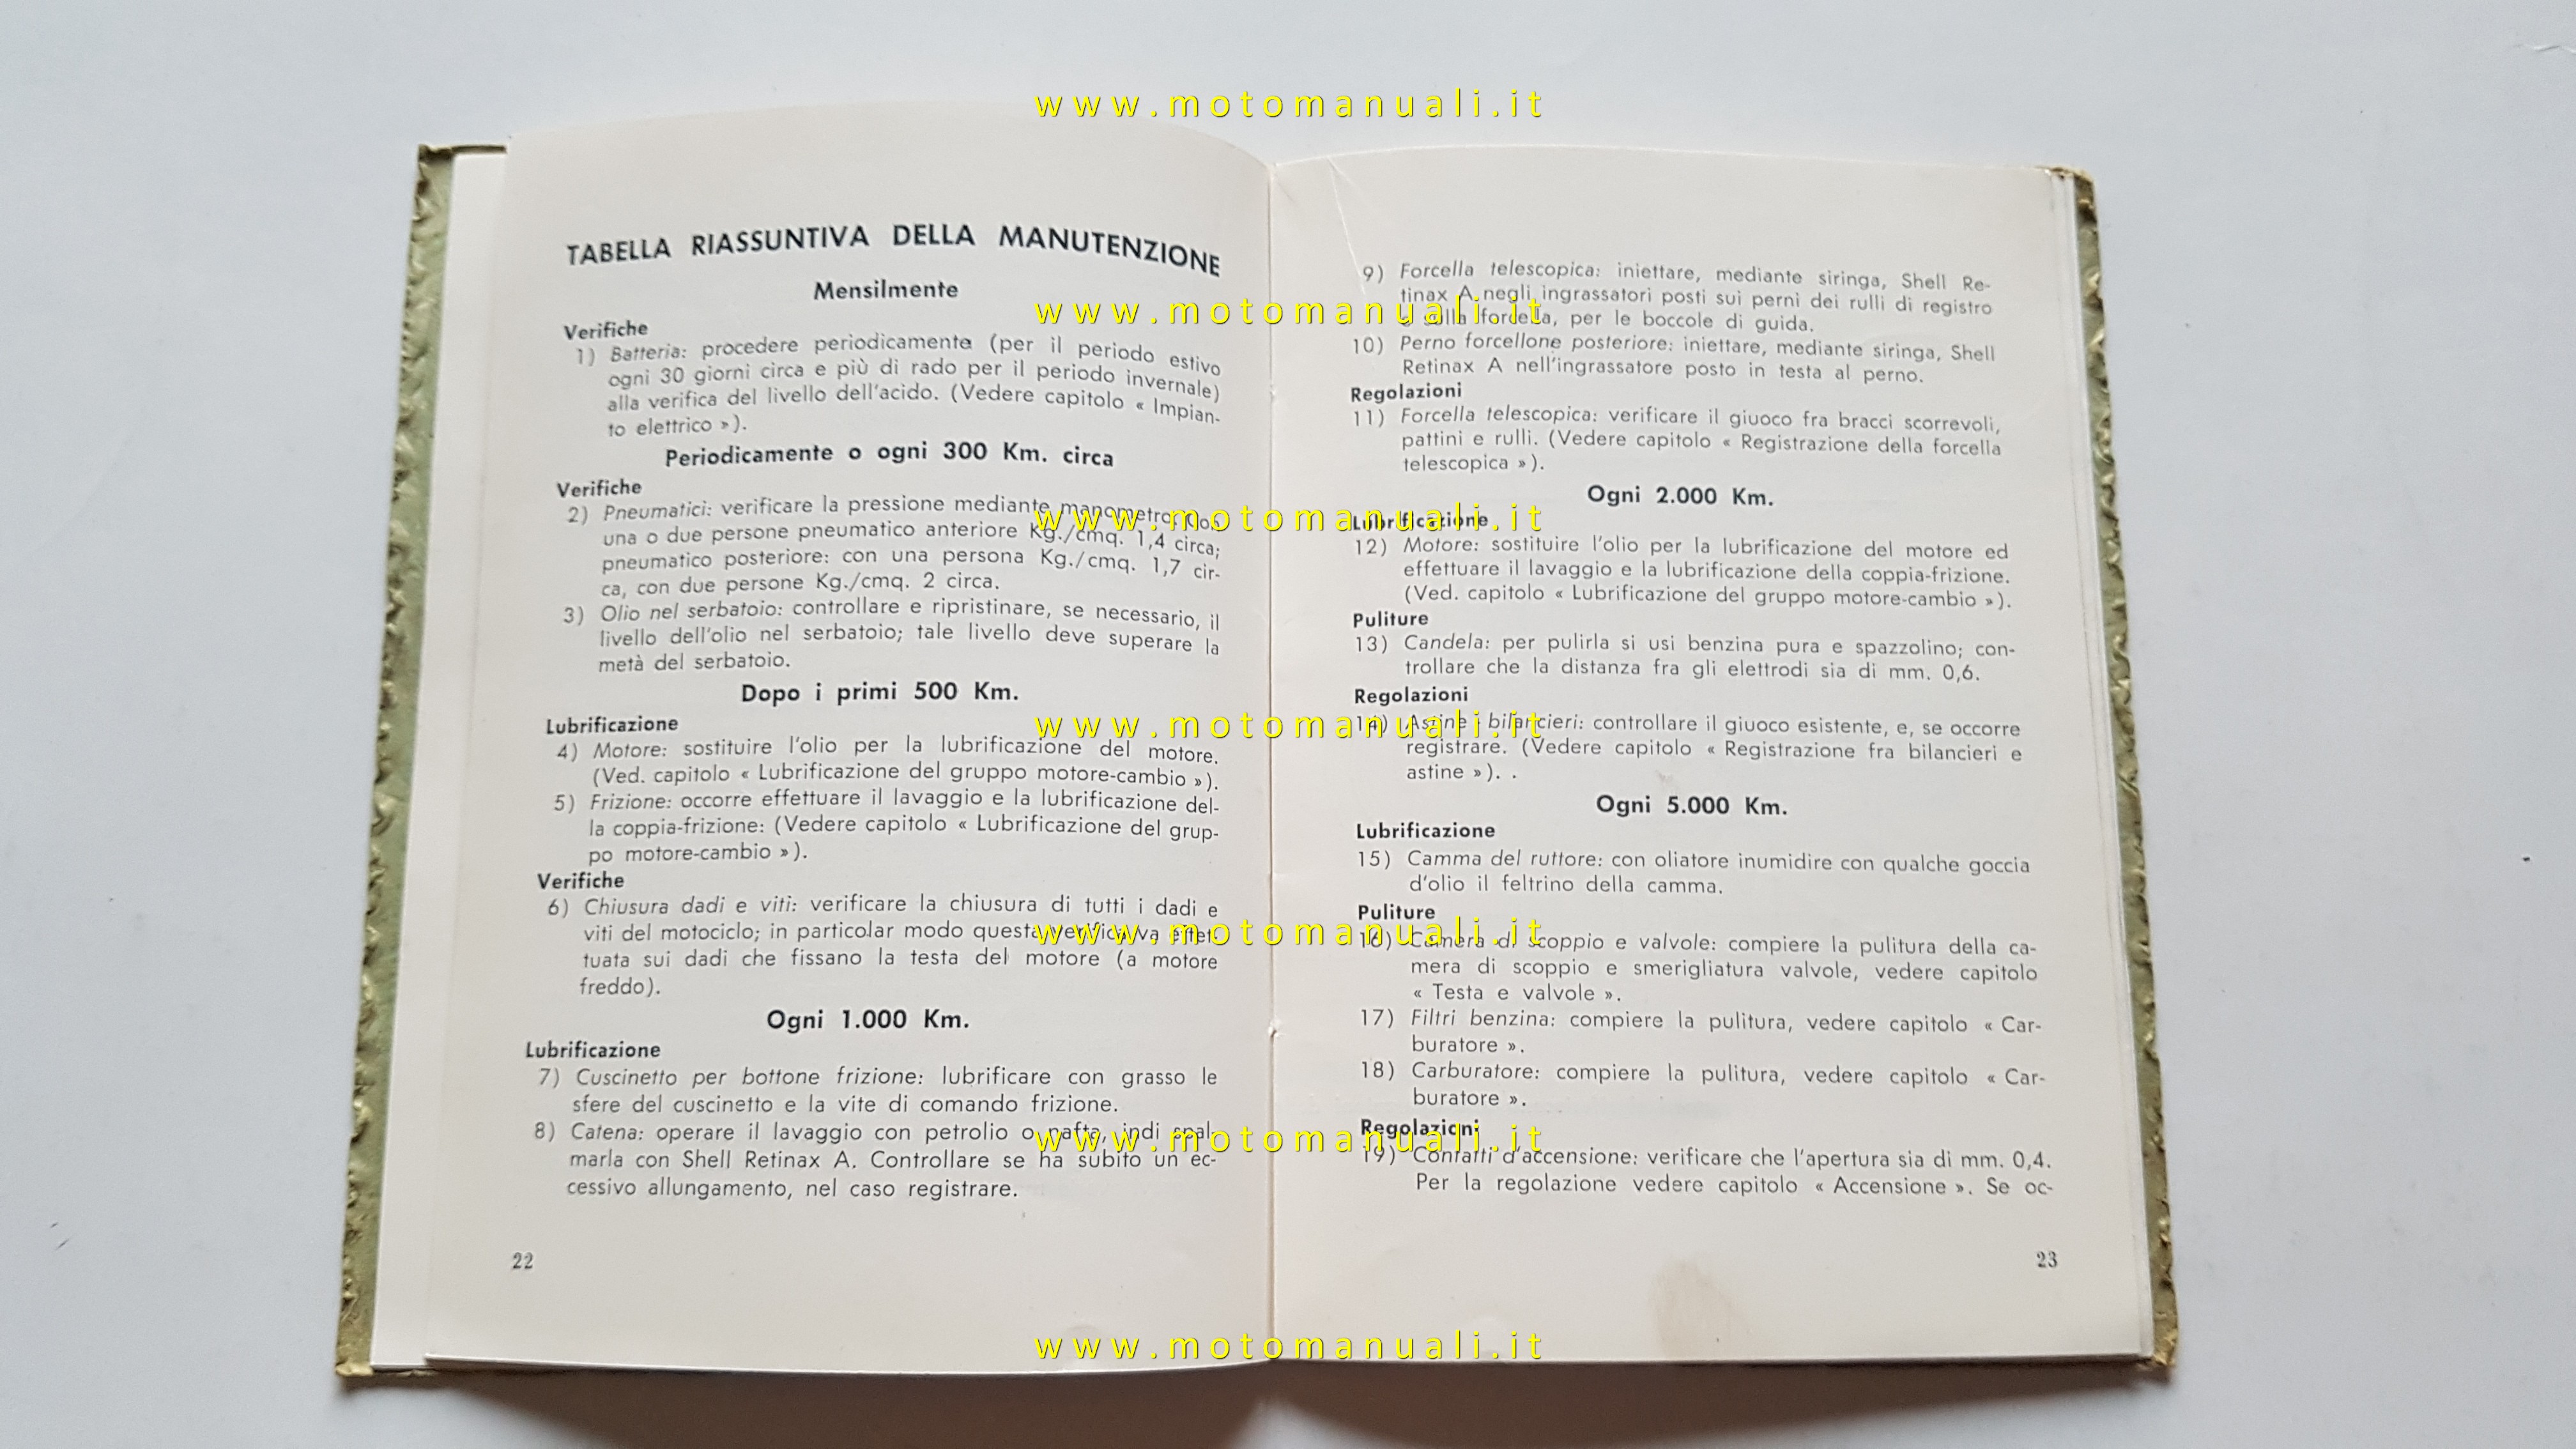 www.motomanuali.it
TABELLA RIASSUNTIVA DELLA MANUTENZIONE
Mensilmente
Verifiche
1) Batteria: procedere periodicamente (per il periodo estivo
ogni 30 giorni circa e più di rado per il periodo invernale)
alla verifica del livello dell'acido. (Vedere capitolo « Impian-
to elettrico »).
Periodicamente o ogni 300 Km. circa
Verifiche
2) Pneumatici: verificare la pressione mediante manometro. Con
una o due persone pneumatico anteriore Kg./cmq. 1,4 circa;
pneumatico posteriore: con una persona Kg./cmq. 1,7 cir-
ca, con due persone Kg./cmq. 2 circa.
3) Olio nel serbatoio: controllare e ripristinare, se necessario, il
livello dell'olio nel serbatoio; tale livello deve superare la
metà del serbatoio.
Dopo i primi 500 Km.
Lubrificazione
4) Motore: sostituire l'olio per la lubrificazione del motore.
(Ved. capitolo « Lubrificazione del gruppo motore-cambio »).
5) Frizione: occorre effettuare il lavaggio e la lubrificazione del-
la coppia-frizione: (Vedere capitolo « Lubrificazione del grup-
po motore-cambio »).
Verifiche
6) Chiusura dadi e viti: verificare la chiusura di tutti i dadi e
viti del motociclo; in particolar modo questa verifica va effet-
tuata sui dadi che fissano la testa del motore (a motore
freddo).
Ogni 1.000 Km.
Lubrificazione
7) Cuscinetto per bottone frizione: lubrificare con grasso le
sfere del cuscinetto e la vite di comando frizione.
8) Catena: operare il lavaggio con petrolio o nafta, indi spal-
marla con Shell Retinax A. Controllare se ha subito un ec-
cessivo allungamento, nel caso registrare.
22
9) Forcella telescopica: iniettare, mediante siringa, Shell Re-
tinax A negli ingrassatori posti sui perni dei rulli di registro
sulla fordella, per le boccole di guida.
10) Perno forcellone posteriore: iniettare, mediante siringa, Shell
Retinax A nell'ingrassatore posto in testa al perno.
Regolazioni
11) Forcella telescopica: verificare il giuoco fra bracci scorrevoli,
pattini e rulli. (Vedere capitolo « Registrazione della forcella
telescopica »).
Ogni 2.000 Km.
Lubrificazione
12) Motore: sostituire l'olio per la lubrificazione del motore ed
effettuare il lavaggio e la lubrificazione della coppia-frizione.
(Ved. capitolo « Lubrificazione del gruppo motore-cambio »).
Puliture
13) Candela: per pulirla si usi benzina pura e spazzolino; con-
trollare che la distanza fra gli elettrodi sia di mm. 0,6.
Regolazioni
14) Astine bilancieri: controllare il giuoco esistente, e, se occorre
registrare. (Vedere capitolo « Registrazione fra bilancieri e
astine »). .
Ogni 5.000 Km.
Lubrificazione
15) Camma del ruttore: con oliatore inumidire con qualche goccia
d'olio il feltrino della camma.
Puliture
16) Camera di scoppio e valvole: compiere la pulitura della ca-
mera di scoppio e smerigliatura valvole, vedere capitolo
« Testa e valvole ».
17) Filtri benzina: compiere la pulitura, vedere capitolo « Car-
buratore ».
18) Carburatore: compiere la pulitura, vedere capitolo « Car-
buratore ».
Regolazioni
19) Contatti d'accensione: verificare che l'apertura sia di mm. 0,4.
Per la regolazione vedere capitolo « Accensione ». Se oc-
23
www.motomanuali.it
www.motomanuali.it
www.motomanuali.it
www.motomanuali.it
www.motomanuali.it
www.motomanuali.it